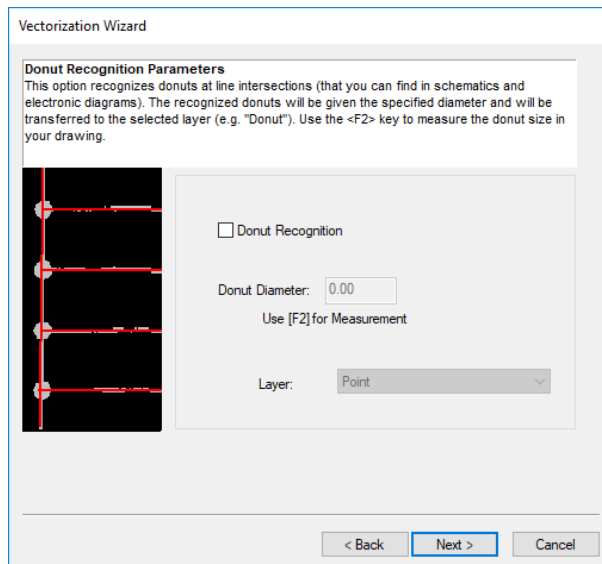 Vectorization Wizard
Donut Recognition Parameters
This option recognizes donuts at line intersections (that you can find in schematics and
electronic diagrams). The recognized donuts will be given the specified diameter and will be
transferred to the selected layer (e.g. "Donut"). Use the <F2> key to measure the donut size in
your drawing.
Donut Recognition
Donut Diameter: 0.00
Use [F2] for Measurement
Layer: Point
< Back Next > Cancel